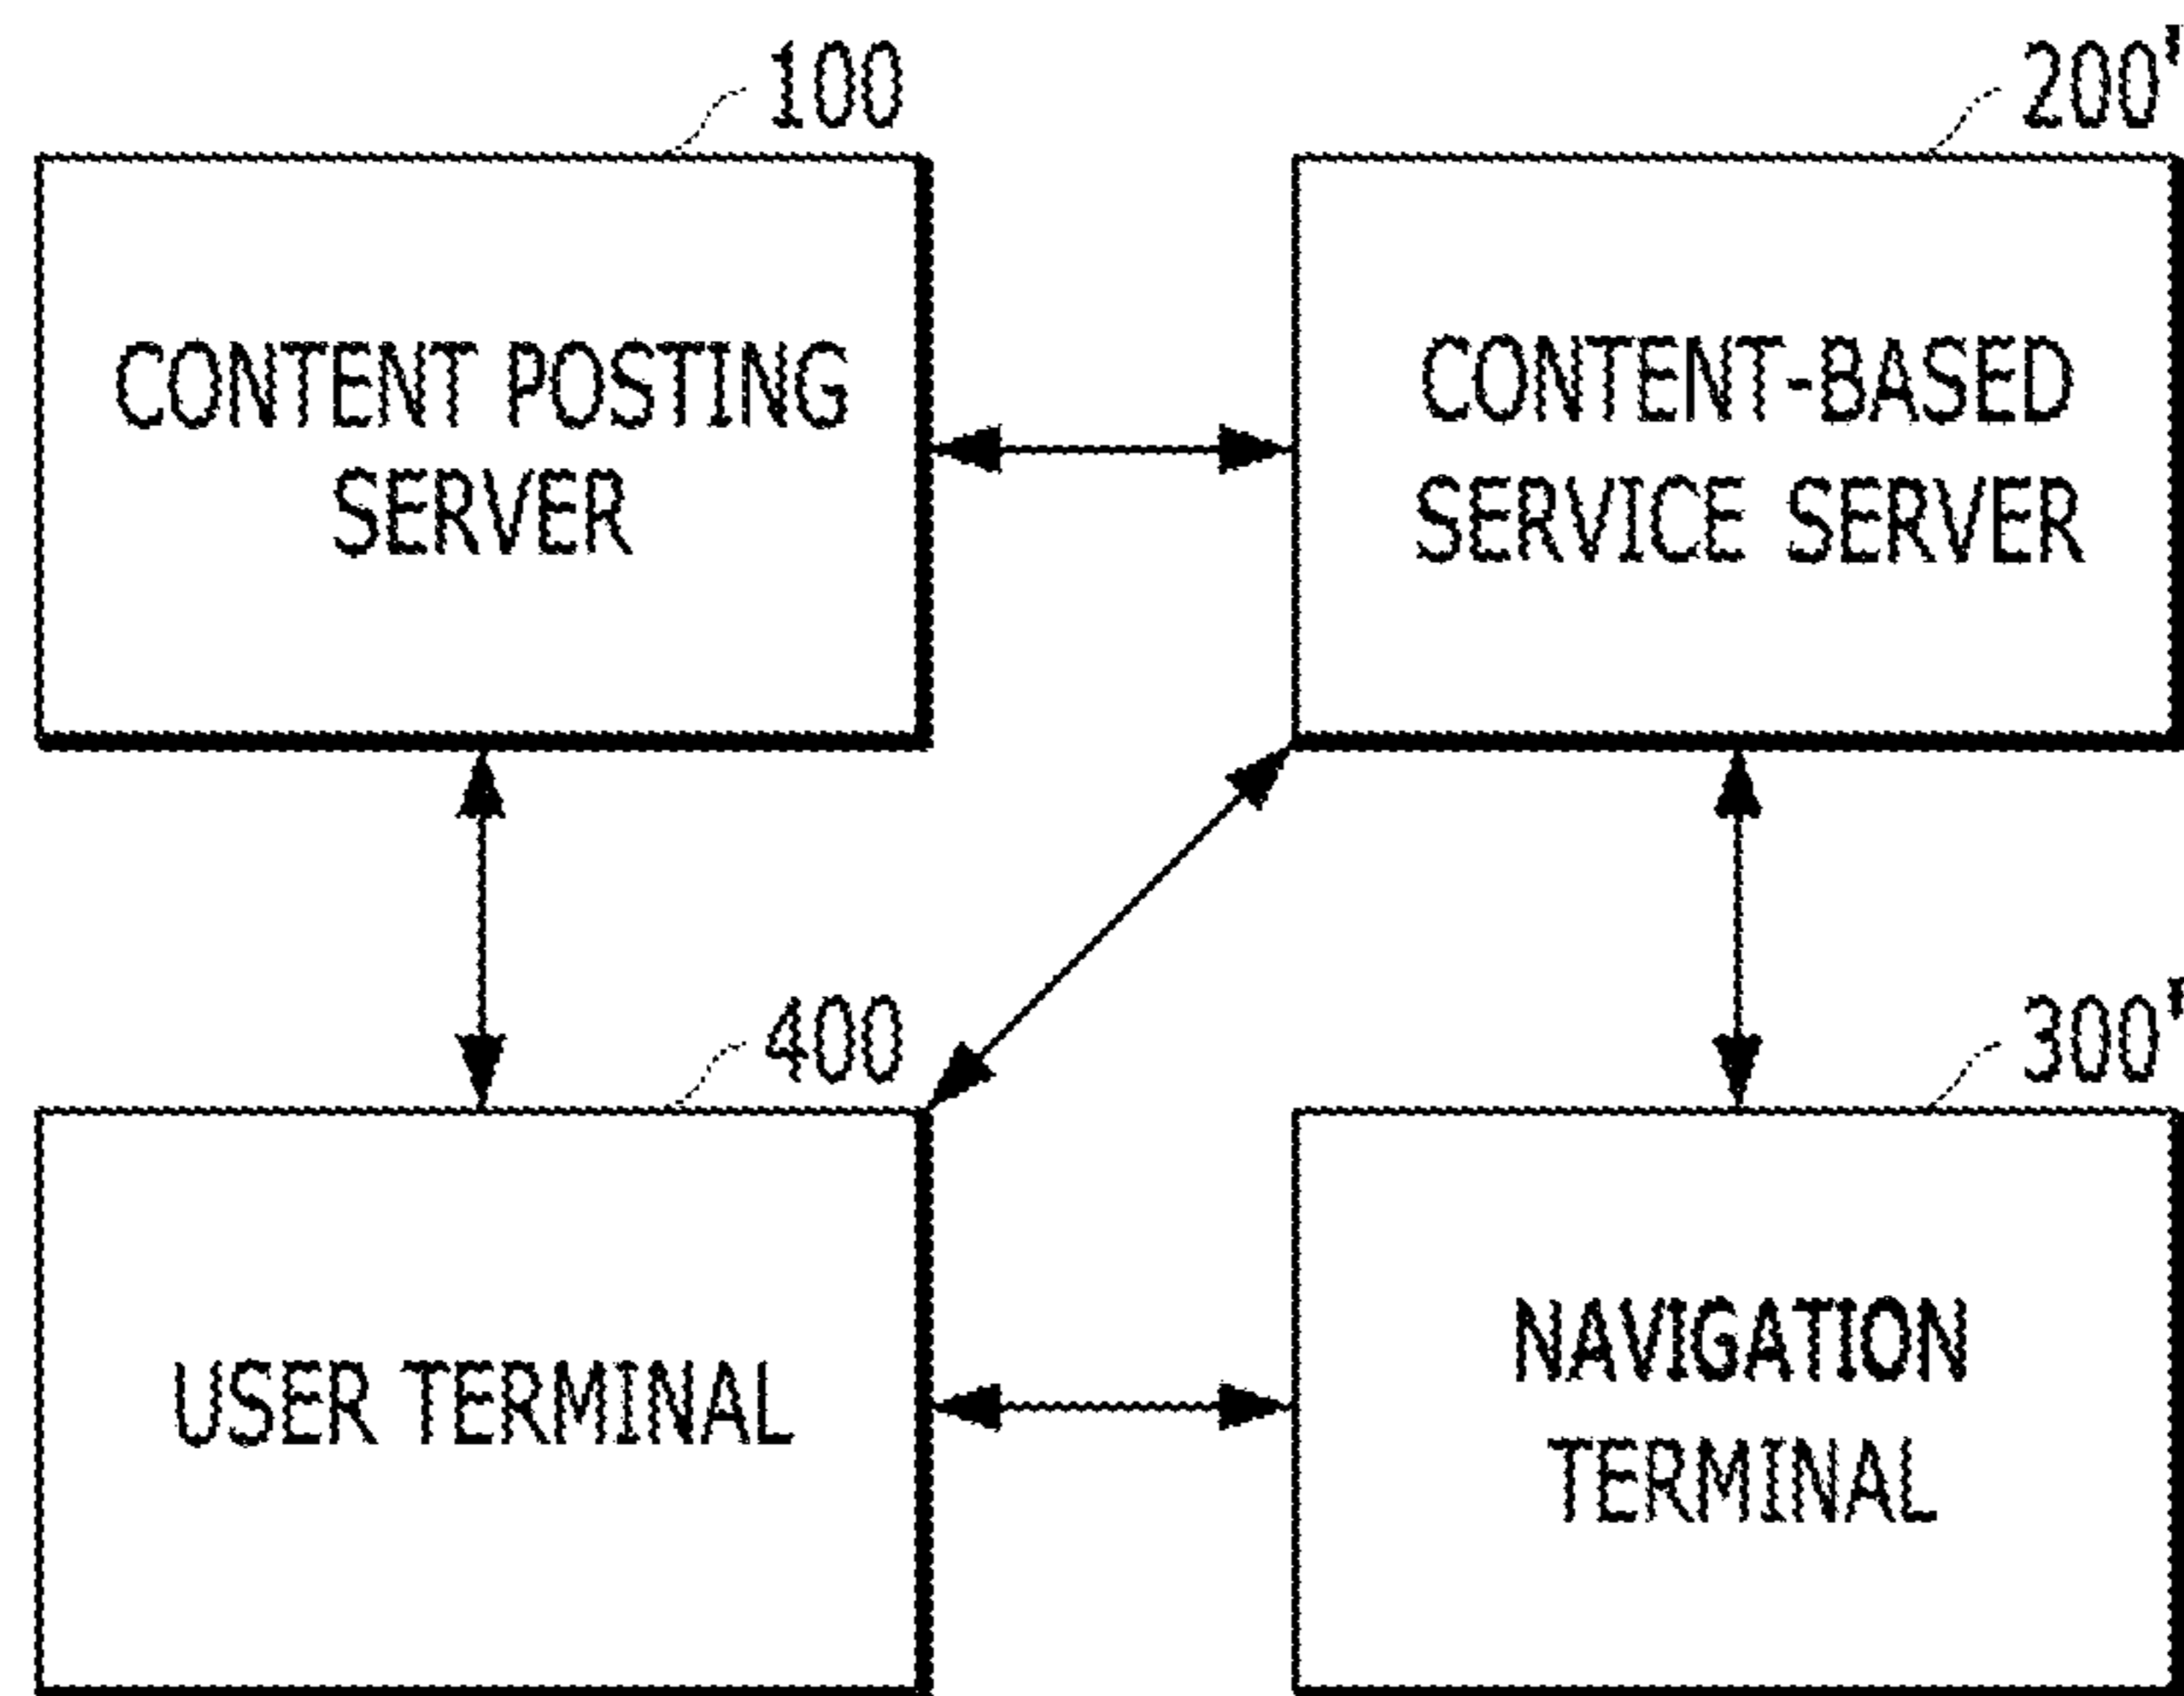 100
200'
CONTENT POSTING
SERVER
CONTENT-BASED
SERVICE SERVER
400
300'
USER TERMINAL
NAVIGATION
TERMINAL